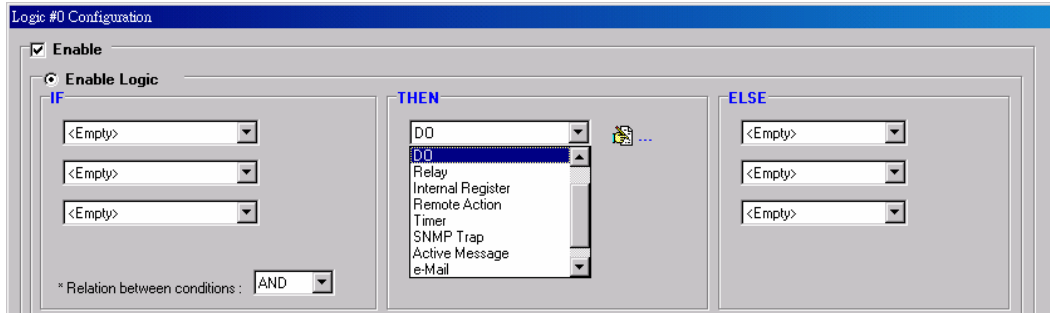 Logic #0 Configuration
Enable
Enable Logic
IF
<Empty>
<Empty>
<Empty>
* Relation between conditions : AND
THEN
DO
...
DO
Relay
Internal Register
Remote Action
Timer
SNMP Trap
Active Message
e-Mail
ELSE
<Empty>
<Empty>
<Empty>